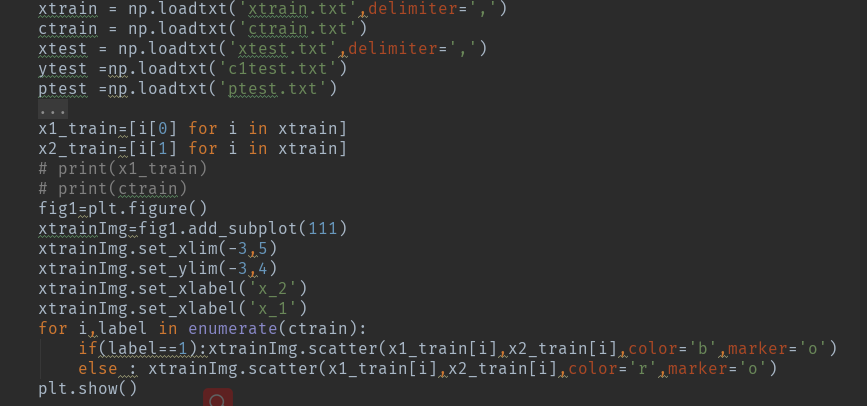 xtrain = np.loadtxt('xtrain.txt',delimiter=',')
ctrain = np.loadtxt('ctrain.txt')
xtest = np.loadtxt('xtest.txt',delimiter=',')
ytest =np.loadtxt('c1test.txt')
ptest =np.loadtxt('ptest.txt')
...
x1_train=[i[0] for i in xtrain]
x2_train=[i[1] for i in xtrain]
# print(x1_train)
# print(ctrain)
fig1=plt.figure()
xtrainImg=fig1.add_subplot(111)
xtrainImg.set_xlim(-3,5)
xtrainImg.set_ylim(-3,4)
xtrainImg.set_xlabel('x_2')
xtrainImg.set_xlabel('x_1')
for i,label in enumerate(ctrain):
    if(label==1):xtrainImg.scatter(x1_train[i],x2_train[i],color='b',marker='o')
    else : xtrainImg.scatter(x1_train[i],x2_train[i],color='r',marker='o')
plt.show()